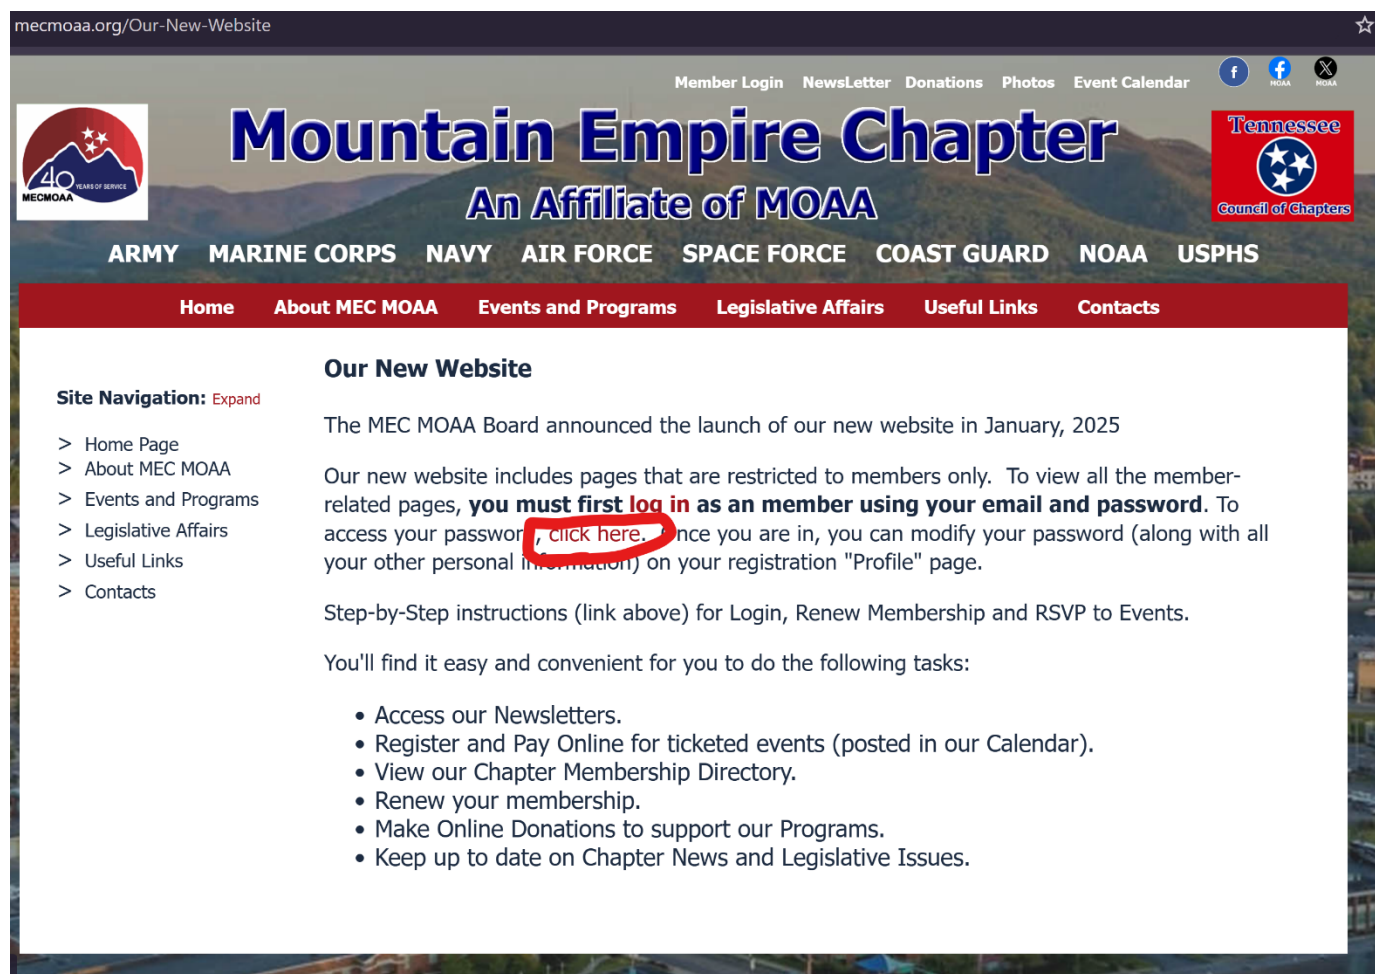 mecmoaa.org/Our-New-Website
Member Login NewsLetter Donations Photos Event Calendar
f
MOAA MOAA
Mountain Empire Chapter
An Affiliate of MOAA
40 YEARS OF SERVICE
MECMOAA
Tennessee
Council of Chapters
ARMY MARINE CORPS NAVY AIR FORCE SPACE FORCE COAST GUARD NOAA USPHS
Home About MEC MOAA Events and Programs Legislative Affairs Useful Links Contacts
Site Navigation: Expand
> Home Page
> About MEC MOAA
> Events and Programs
> Legislative Affairs
> Useful Links
> Contacts
Our New Website
The MEC MOAA Board announced the launch of our new website in January, 2025
Our new website includes pages that are restricted to members only. To view all the member-
related pages, you must first log in as an member using your email and password. To
access your password, click here. Once you are in, you can modify your password (along with all
your other personal information) on your registration "Profile" page.
Step-by-Step instructions (link above) for Login, Renew Membership and RSVP to Events.
You'll find it easy and convenient for you to do the following tasks:
• Access our Newsletters.
• Register and Pay Online for ticketed events (posted in our Calendar).
• View our Chapter Membership Directory.
• Renew your membership.
• Make Online Donations to support our Programs.
• Keep up to date on Chapter News and Legislative Issues.